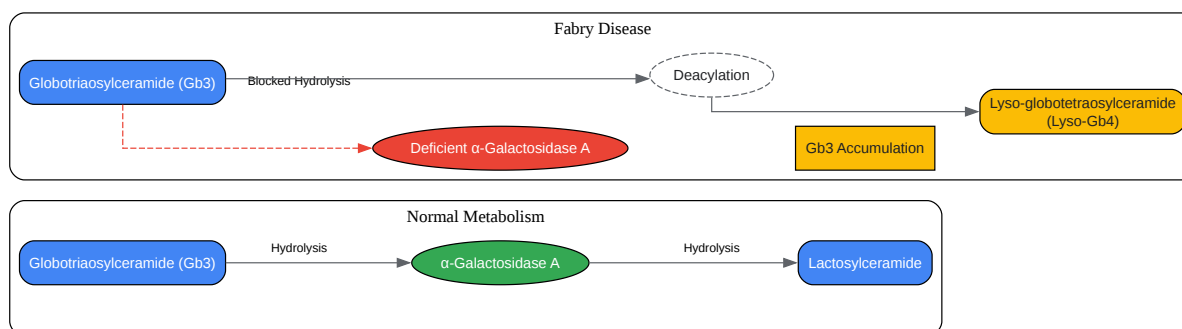 Fabry Disease
Globotriaosylceramide (Gb3)
Blocked Hydrolysis
Deacylation
Lyso-globotetraosylceramide
(Lyso-Gb4)
Deficient α-Galactosidase A
Gb3 Accumulation
Normal Metabolism
Globotriaosylceramide (Gb3)
Hydrolysis
α-Galactosidase A
Hydrolysis
Lactosylceramide